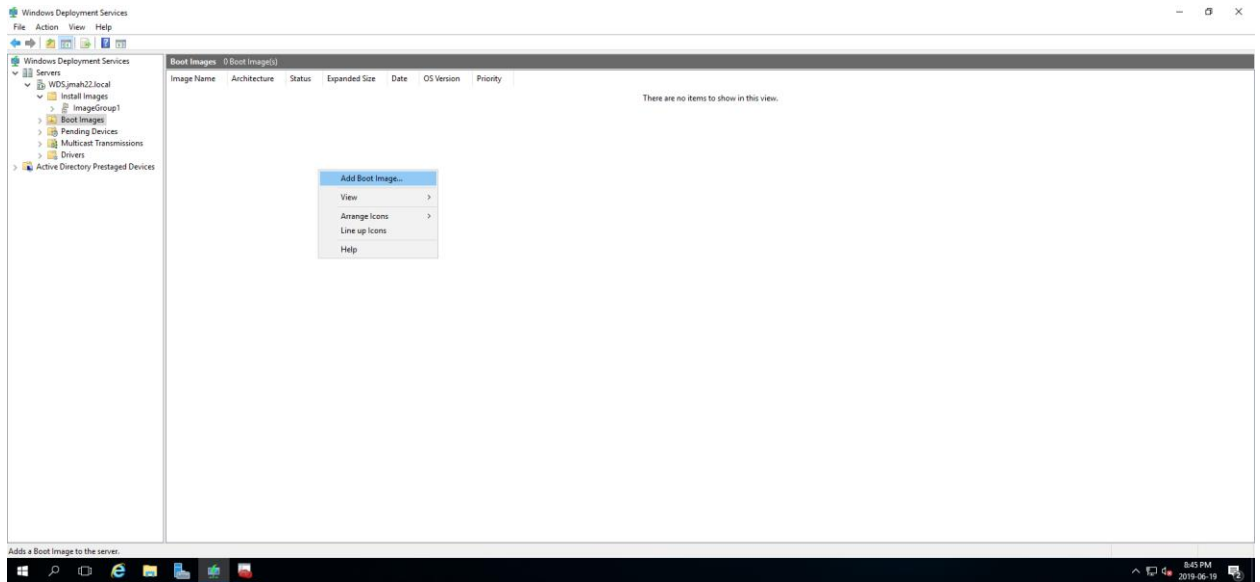 Windows Deployment Services
File Action View Help
Windows Deployment Services
Servers
WDS.jmah22.local
Install Images
ImageGroup1
Boot Images
Pending Devices
Multicast Transmissions
Drivers
Active Directory Prestaged Devices
Boot Images 0 Boot Image(s)
Image Name Architecture Status Expanded Size Date OS Version Priority
There are no items to show in this view.
Add Boot Image...
View
Arrange Icons
Line up Icons
Help
Adds a Boot Image to the server.
8:45 PM
2019-06-19